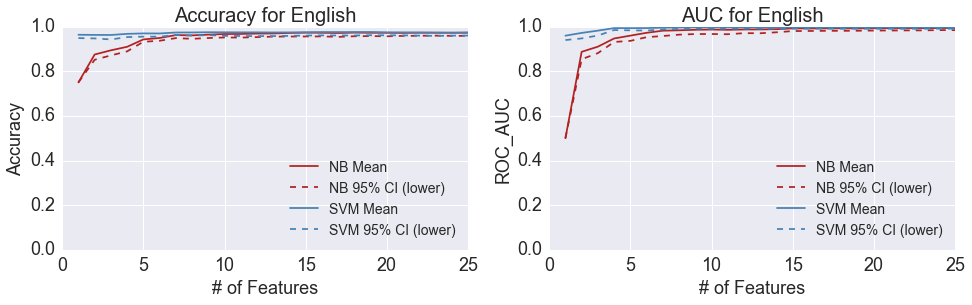 Accuracy for English
1.0
0.8
0.6
0.4
0.2
0.0
Accuracy
NB Mean
NB 95% CI (lower)
SVM Mean
SVM 95% CI (lower)
0 5 10 15 20 25
# of Features
AUC for English
1.0
0.8
0.6
0.4
0.2
0.0
ROC_AUC
NB Mean
NB 95% CI (lower)
SVM Mean
SVM 95% CI (lower)
0 5 10 15 20 25
# of Features